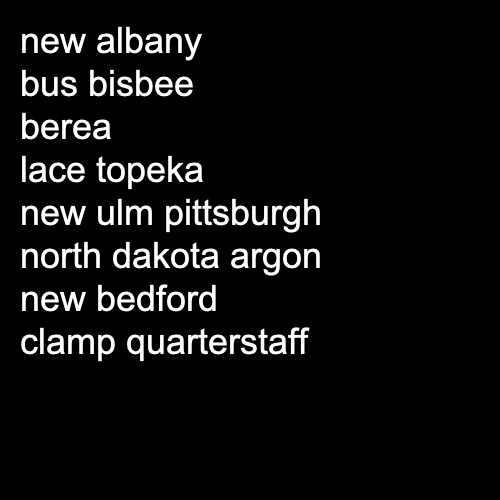 new albany
bus bisbee
berea
lace topeka
new ulm pittsburgh
north dakota argon
new bedford
clamp quarterstaff